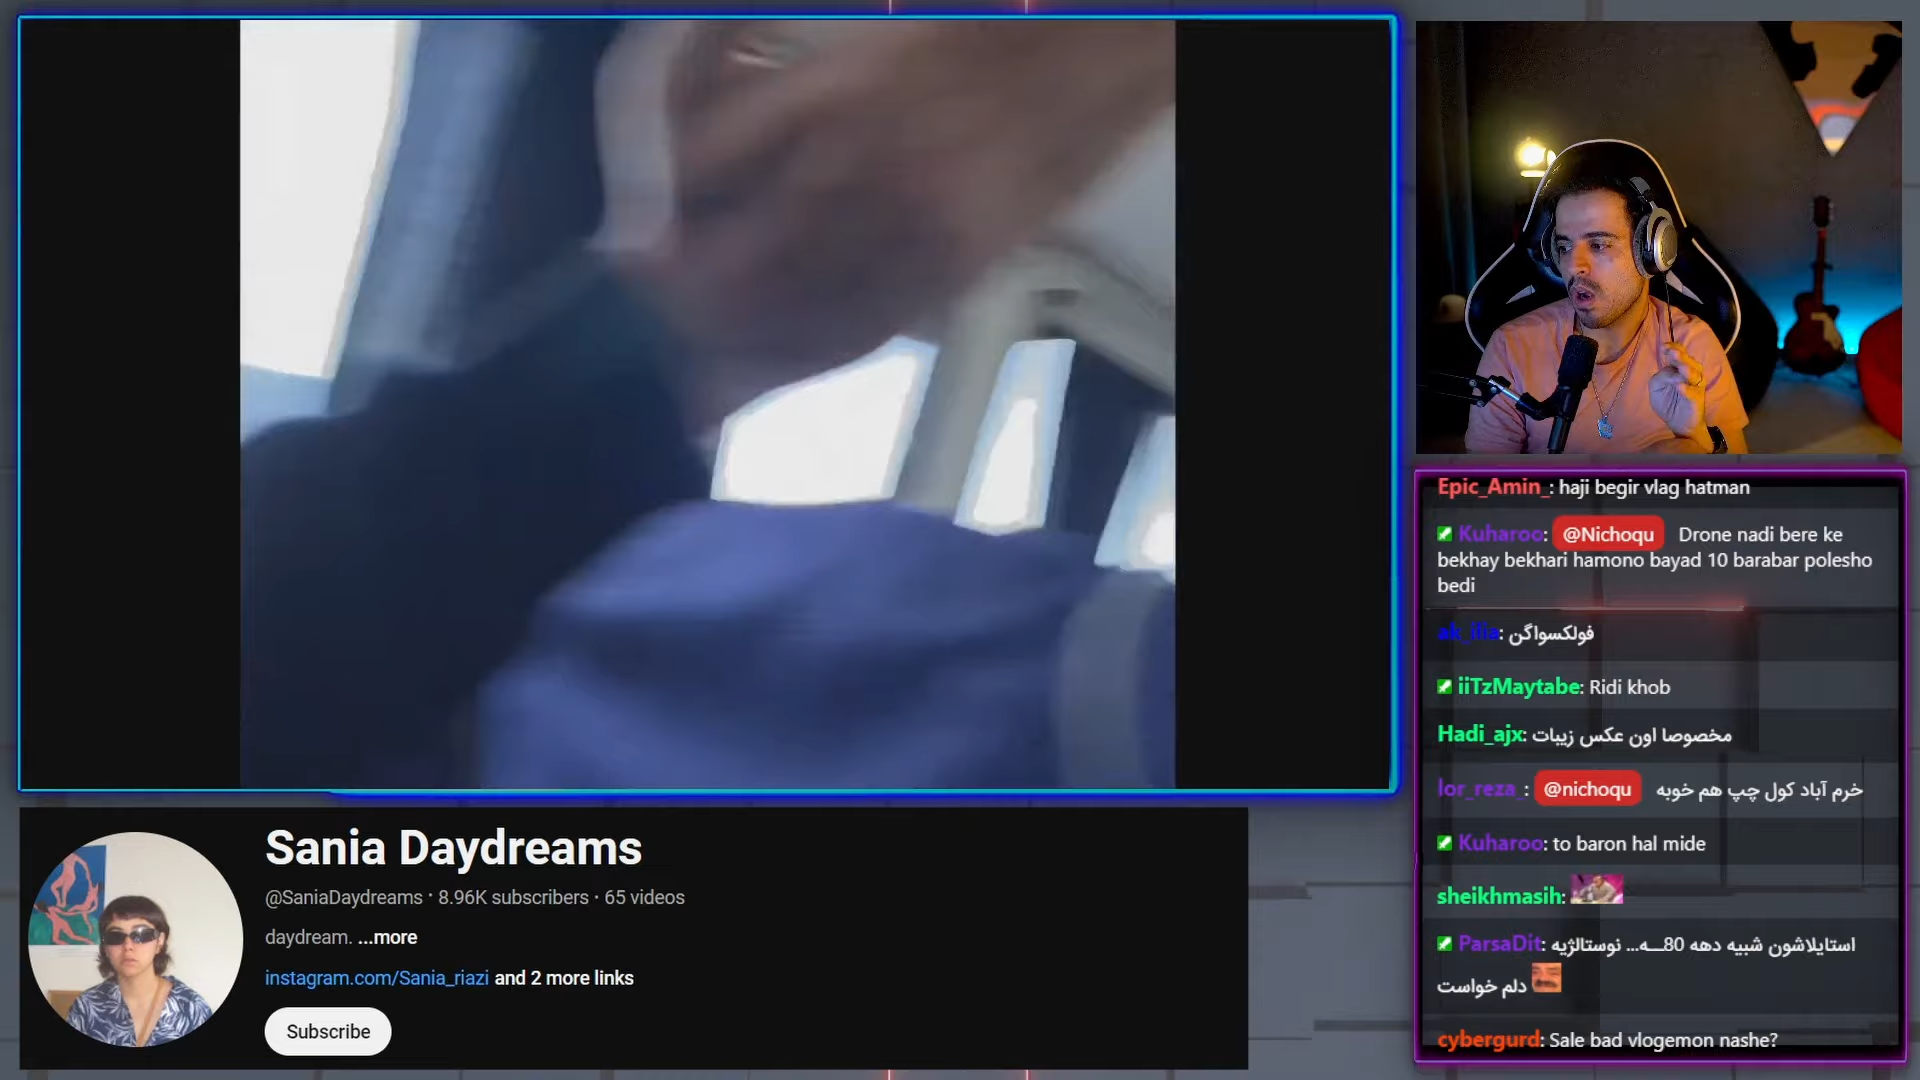 Epic_Amin_: haji begir vlag hatman
Kuharoo: @Nichoqu Drone nadi bere ke
bekhay bekhari hamono bayad 10 barabar polesho
bedi
ak_ilia: فولکسواگن
iiTzMaytabe: Ridi khob
Hadi_ajx: مخصوصا اون عکس زیبات
lor_reza_: @nichoqu خرم آباد کول چپ هم خوبه
Kuharoo: to baron hal mide
sheikhmasih:
ParsaDit: استایلاشون شبیه دهه 80ــه... نوستالژیه
دلم خواست
cybergurd: Sale bad vlogemon nashe?
Sania Daydreams
@SaniaDaydreams · 8.96K subscribers · 65 videos
daydream. ...more
instagram.com/Sania_riazi and 2 more links
Subscribe